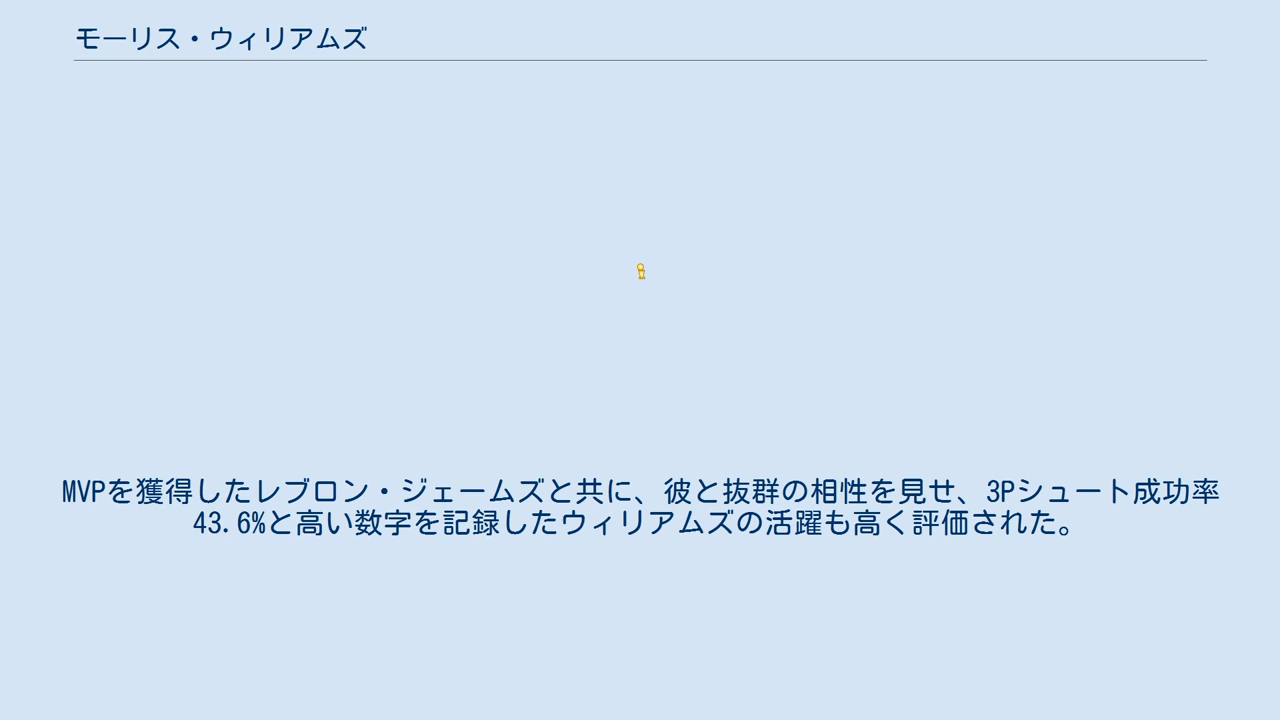 モーリス・ウィリアムズ
MVPを獲得したレブロン・ジェームズと共に、彼と抜群の相性を見せ、3Pシュート成功率
43.6%と高い数字を記録したウィリアムズの活躍も高く評価された。